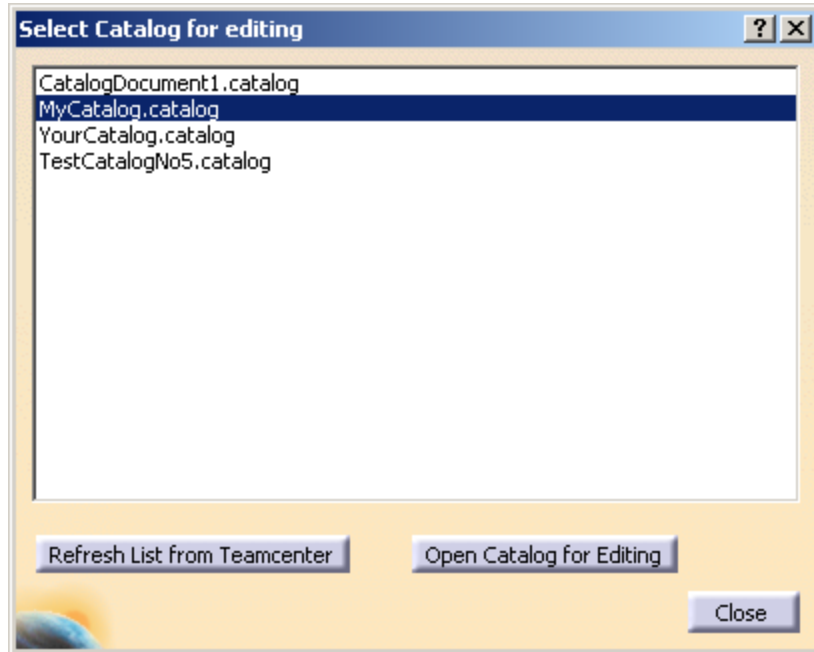 Select Catalog for editing
CatalogDocument1.catalog
MyCatalog.catalog
YourCatalog.catalog
TestCatalogNo5.catalog
Refresh List from Teamcenter
Open Catalog for Editing
Close